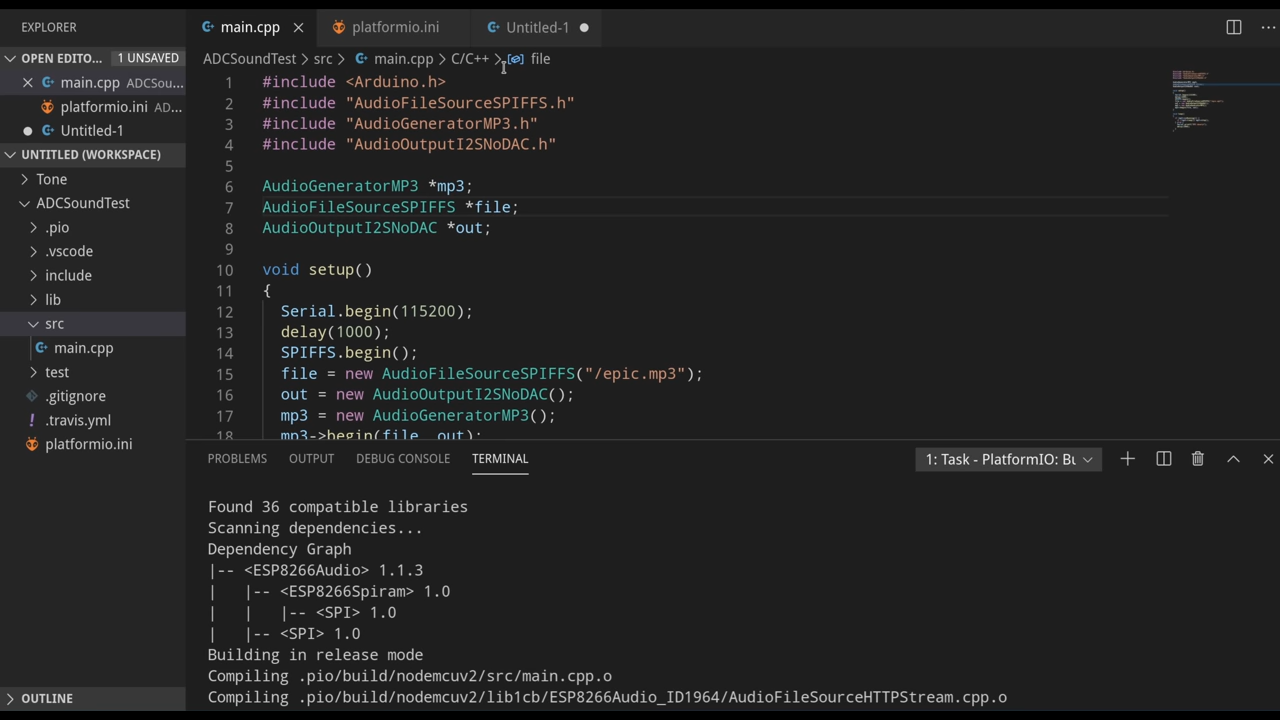 EXPLORER
main.cpp
platformio.ini
Untitled-1
OPEN EDITO...
1 UNSAVED
main.cpp ADCSou...
platformio.ini AD...
Untitled-1
UNTITLED (WORKSPACE)
Tone
ADCSoundTest
.pio
.vscode
include
lib
src
main.cpp
test
.gitignore
.travis.yml
platformio.ini
OUTLINE
ADCSoundTest > src > main.cpp > C/C++ > file
1 #include <Arduino.h>
2 #include "AudioFileSourceSPIFFS.h"
3 #include "AudioGeneratorMP3.h"
4 #include "AudioOutputI2SNoDAC.h"
5
6 AudioGeneratorMP3 *mp3;
7 AudioFileSourceSPIFFS *file;
8 AudioOutputI2SNoDAC *out;
9
10 void setup()
11 {
12 Serial.begin(115200);
13 delay(1000);
14 SPIFFS.begin();
15 file = new AudioFileSourceSPIFFS("/epic.mp3");
16 out = new AudioOutputI2SNoDAC();
17 mp3 = new AudioGeneratorMP3();
18 mp3->begin(file, out);
PROBLEMS OUTPUT DEBUG CONSOLE TERMINAL
1: Task - PlatformIO: Bu
Found 36 compatible libraries
Scanning dependencies...
Dependency Graph
|-- <ESP8266Audio> 1.1.3
|   |-- <ESP8266Spiram> 1.0
|   |   |-- <SPI> 1.0
|   |-- <SPI> 1.0
Building in release mode
Compiling .pio/build/nodemcuv2/src/main.cpp.o
Compiling .pio/build/nodemcuv2/lib1cb/ESP8266Audio_ID1964/AudioFileSourceHTTPStream.cpp.o